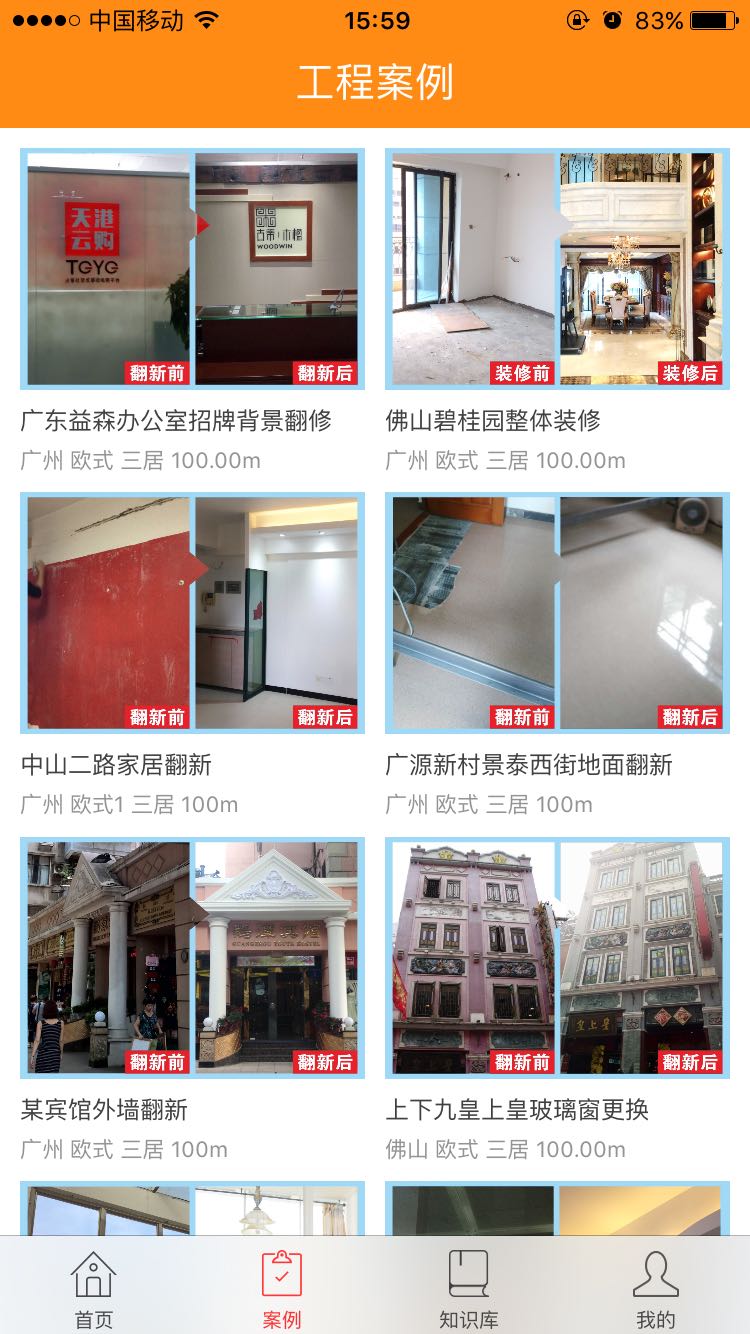 中国移动 15:59 83%
工程案例
天港
云购
TGYG
古常木檀
WOODWIN
翻新前 翻新后
装修前 装修后
广东益森办公室招牌背景翻修
广州 欧式 三居 100.00m
佛山碧桂园整体装修
广州 欧式 三居 100.00m
翻新前 翻新后
翻新前 翻新后
中山二路家居翻新
广州 欧式1 三居 100m
广源新村景泰西街地面翻新
广州 欧式 三居 100m
GUANGZHOU YOUTH HOSTEL
翻新前 翻新后
皇上皇
翻新前 翻新后
某宾馆外墙翻新
广州 欧式 三居 100m
上下九皇上皇玻璃窗更换
佛山 欧式 三居 100.00m
首页 案例 知识库 我的